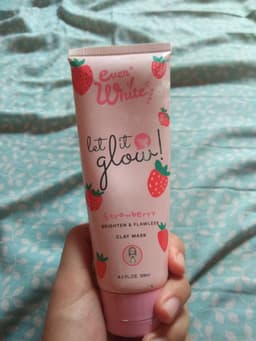 ever
White
let it
glow!
Strawberry
BRIGHTEN & FLAWLESS
CLAY MASK